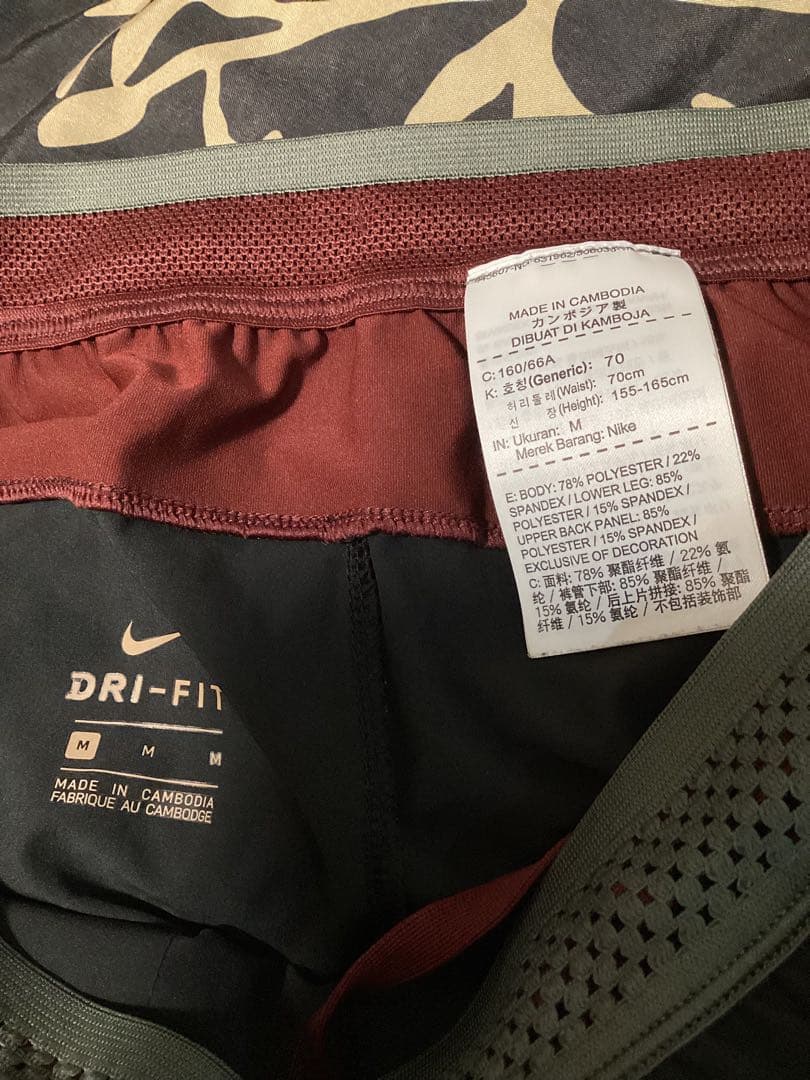 MADE IN CAMBODIA
カンボジア製
DIBUAT DI KAMBOJA
C: 160/66A
K: 호칭(Generic): 70
허리둘레(Waist): 70cm
신 장(Height): 155-165cm
IN: Ukuran: M
Merek Barang: Nike
E: BODY: 78% POLYESTER / 22%
SPANDEX / LOWER LEG: 85%
POLYESTER / 15% SPANDEX /
UPPER BACK PANEL: 85%
POLYESTER / 15% SPANDEX /
EXCLUSIVE OF DECORATION
C: 面料: 78% 聚酯纤维 / 22% 氨
纶 / 裤管下部: 85% 聚酯纤维 /
15% 氨纶 / 后上片拼接: 85% 聚酯
纤维 / 15% 氨纶 / 不包括装饰部
DRI-FIT
M M M
MADE IN CAMBODIA
FABRIQUE AU CAMBODGE